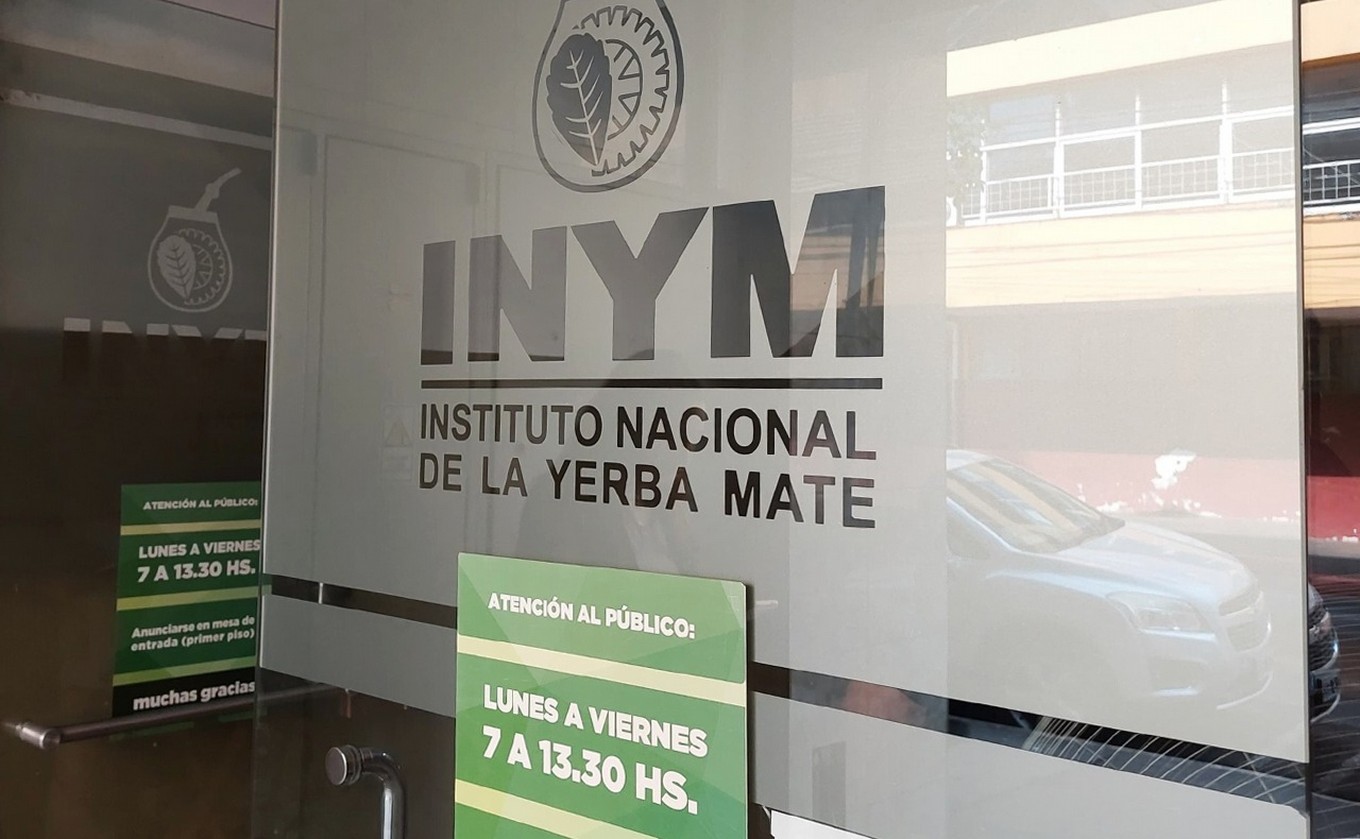 INYM
INSTITUTO NACIONAL
DE LA YERBA MATE
ATENCIÓN AL PÚBLICO:
LUNES A VIERNES
7 A 13.30 HS.
INYM
ATENCIÓN AL PÚBLICO:
LUNES A VIERNES
7 A 13.30 HS.
Anunciarse en mesa de
entrada (primer piso)
muchas gracias